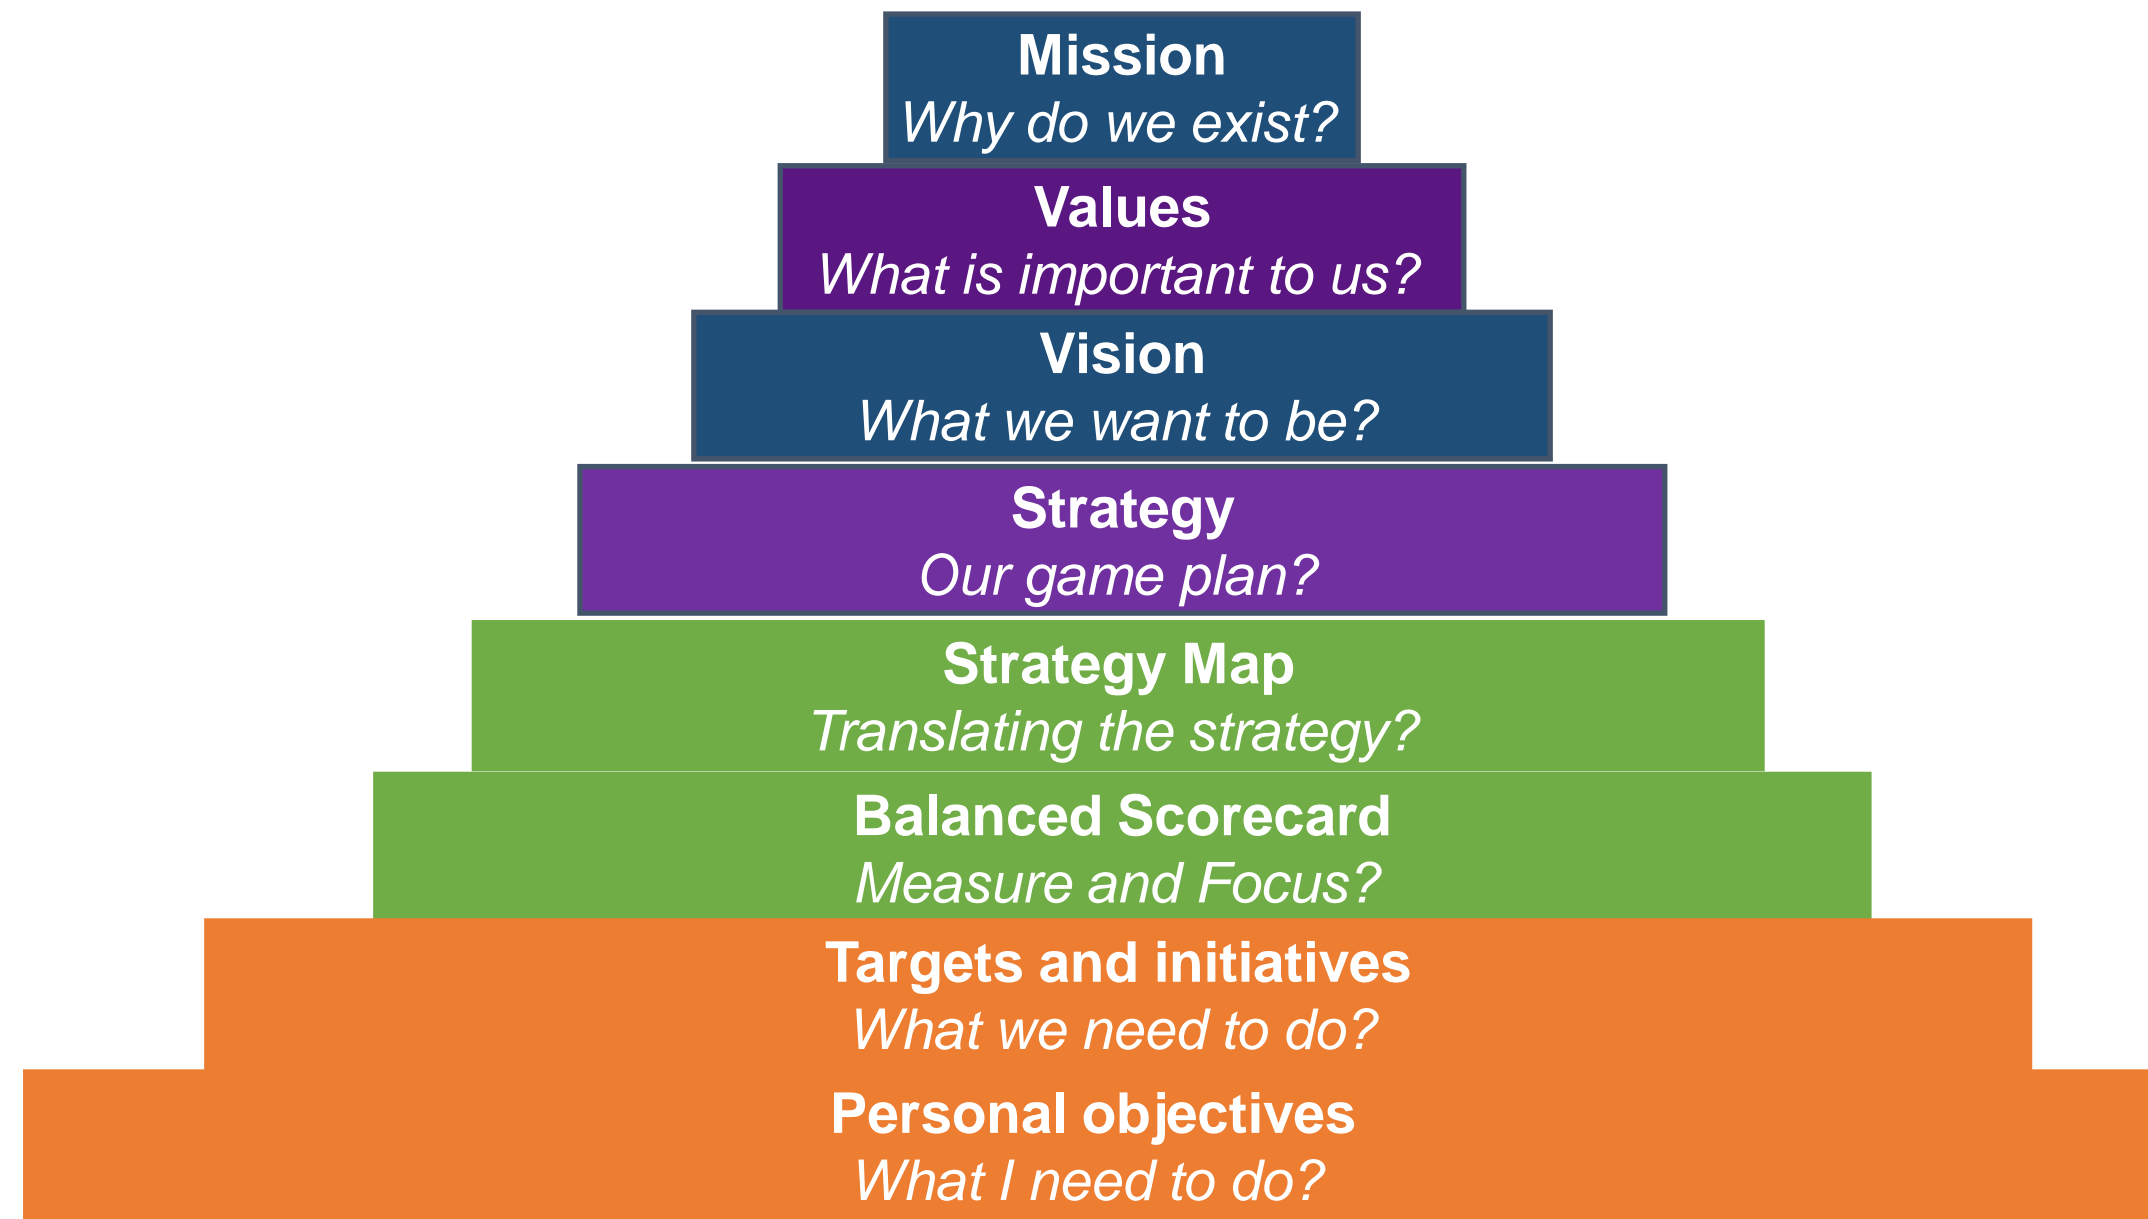 Mission
Why do we exist?
Values
What is important to us?
Vision
What we want to be?
Strategy
Our game plan?
Strategy Map
Translating the strategy?
Balanced Scorecard
Measure and Focus?
Targets and initiatives
What we need to do?
Personal objectives
What I need to do?